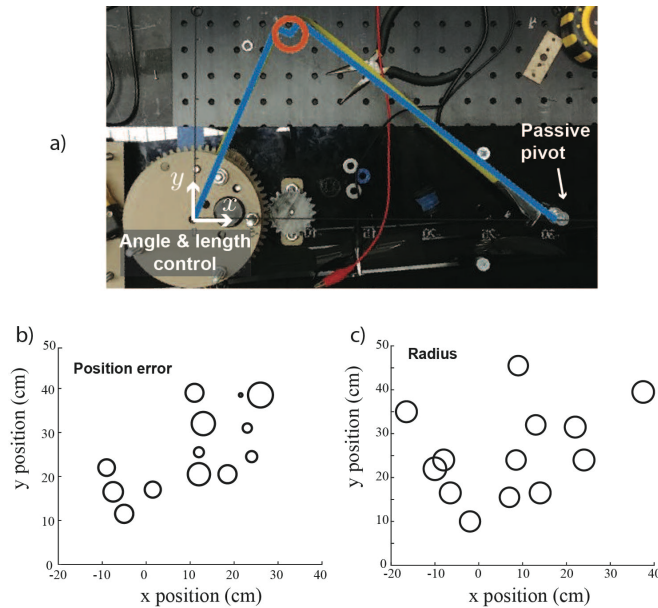 a)
Passive
pivot
y
x
Angle & length
control
b)
Position error
y position (cm)
50
40
30
20
10
0
-20
-10
0
10
20
30
40
x position (cm)
c)
Radius
y position (cm)
50
40
30
20
10
0
-20
-10
0
10
20
30
40
x position (cm)